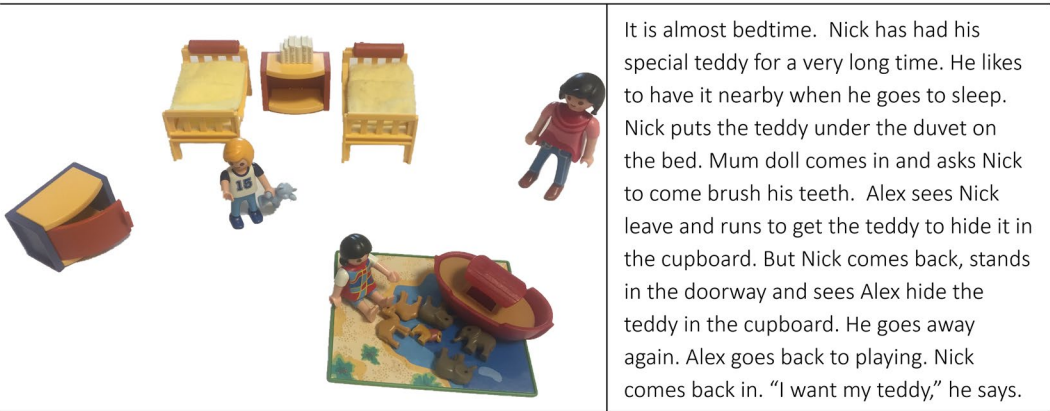 It is almost bedtime.  Nick has had his
special teddy for a very long time. He likes
to have it nearby when he goes to sleep.
Nick puts the teddy under the duvet on
the bed. Mum doll comes in and asks Nick
to come brush his teeth.  Alex sees Nick
leave and runs to get the teddy to hide it in
the cupboard. But Nick comes back, stands
in the doorway and sees Alex hide the
teddy in the cupboard. He goes away
again. Alex goes back to playing. Nick
comes back in. “I want my teddy,” he says.
15